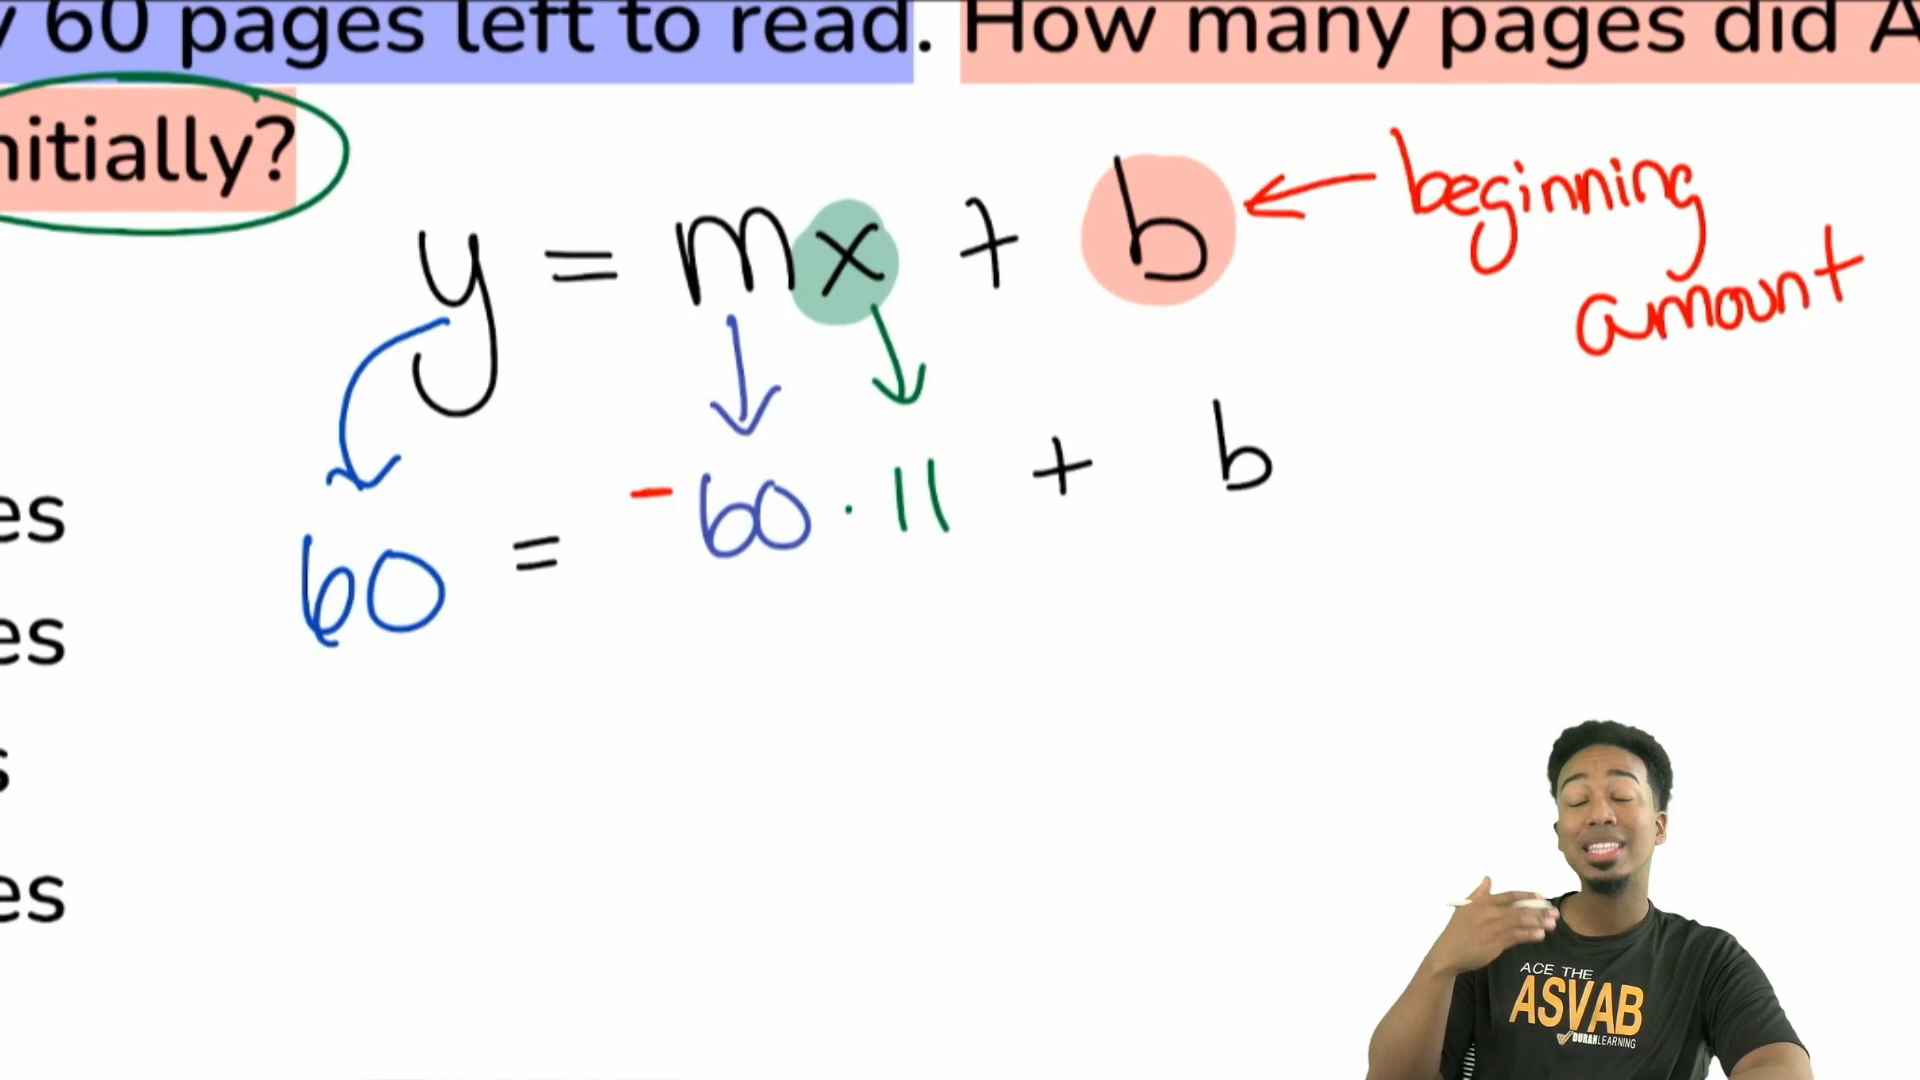 60 pages left to read. How many pages did A
nitially?
beginning
amount
y = mx + b
60 = -60 · 11 + b
es
es
s
es
ACE THE
ASVAB
DURAN LEARNING